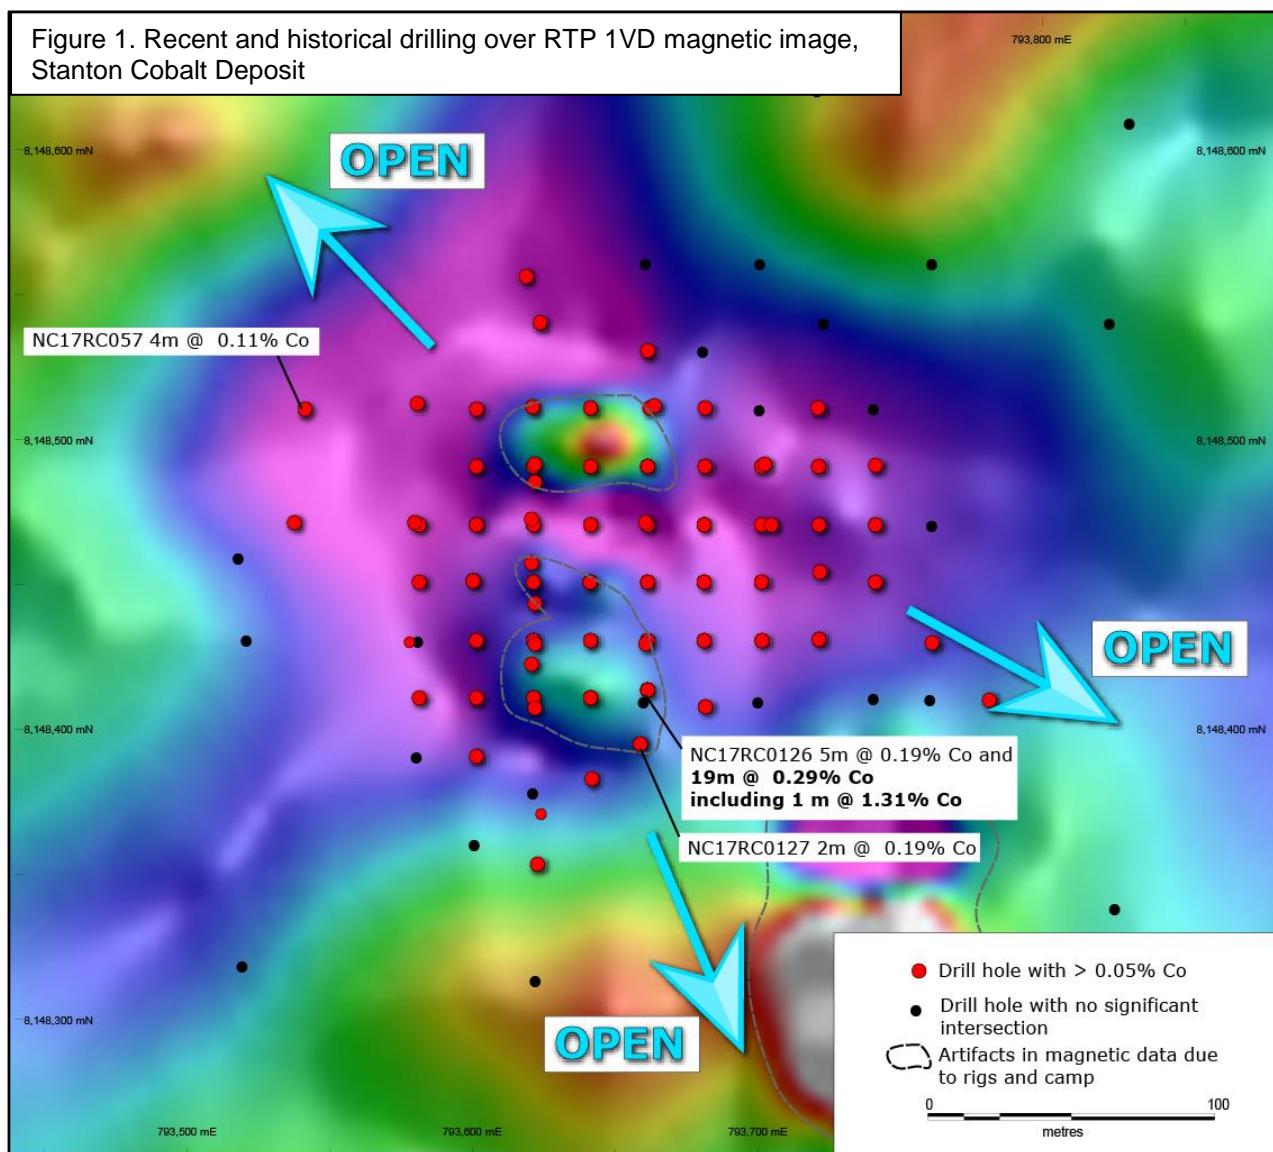 Figure 1. Recent and historical drilling over RTP 1VD magnetic image,
Stanton Cobalt Deposit
793,800 mE
8,148,600 mN
8,148,600 mN
OPEN
NC17RC057 4m @ 0.11% Co
8,148,500 mN
8,148,500 mN
OPEN
8,148,400 mN
8,148,400 mN
NC17RC0126 5m @ 0.19% Co and
19m @ 0.29% Co
including 1 m @ 1.31% Co
NC17RC0127 2m @ 0.19% Co
OPEN
8,148,300 mN
Drill hole with > 0.05% Co
Drill hole with no significant
intersection
Artifacts in magnetic data due
to rigs and camp
0 100
metres
793,500 mE
793,600 mE
793,700 mE